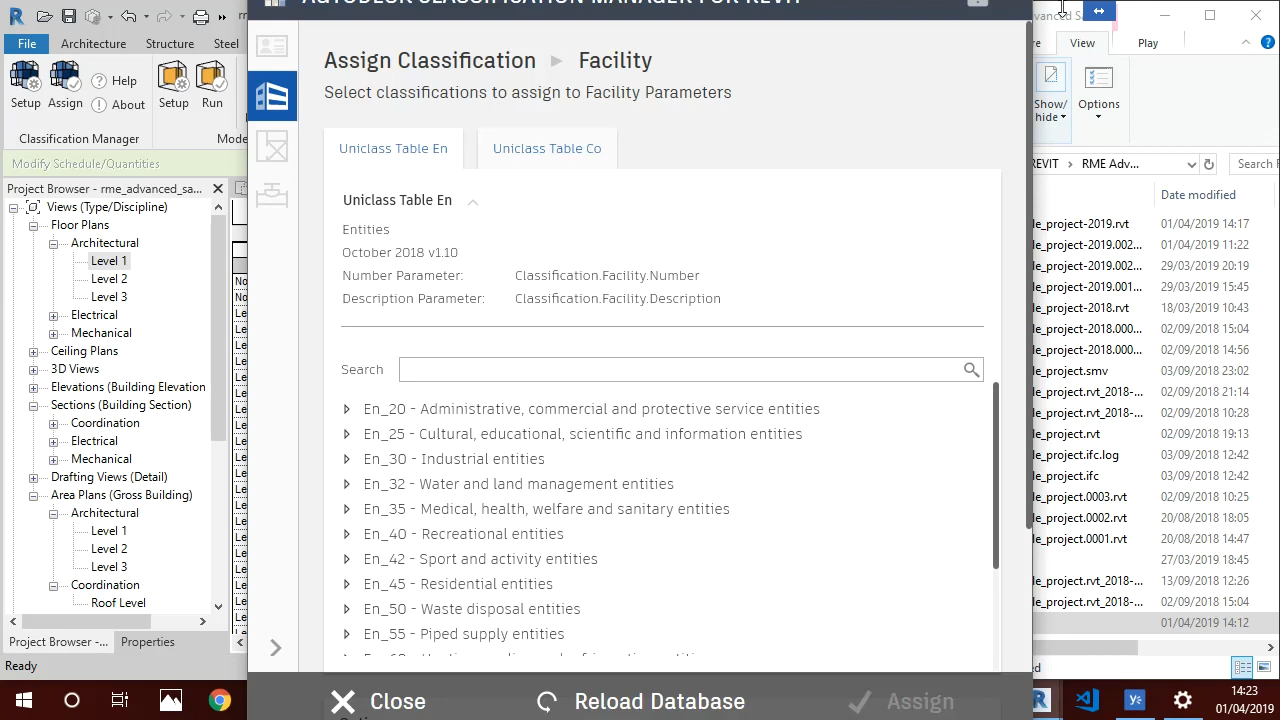 AUTODESK CLASSIFICATION MANAGER FOR REVIT
File
Architecture
Structure
Steel
Setup
Assign
Help
About
Setup
Run
Classification Manager
Modify Schedule/Quantities
Project Browser - rme_advanced_sa...
Views (Type/Discipline)
Floor Plans
Architectural
Level 1
Level 2
Level 3
Electrical
Mechanical
Ceiling Plans
3D Views
Elevations (Building Elevation
Sections (Building Section)
Coordination
Electrical
Mechanical
Drafting Views (Detail)
Area Plans (Gross Building)
Architectural
Level 1
Level 2
Level 3
Coordination
Roof Level
Project Browser -...
Properties
Ready
Assign Classification
Facility
Select classifications to assign to Facility Parameters
Uniclass Table En
Uniclass Table Co
Uniclass Table En
Entities
October 2018 v1.10
Number Parameter: Classification.Facility.Number
Description Parameter: Classification.Facility.Description
Search
En_20 - Administrative, commercial and protective service entities
En_25 - Cultural, educational, scientific and information entities
En_30 - Industrial entities
En_32 - Water and land management entities
En_35 - Medical, health, welfare and sanitary entities
En_40 - Recreational entities
En_42 - Sport and activity entities
En_45 - Residential entities
En_50 - Waste disposal entities
En_55 - Piped supply entities
Close
Reload Database
Assign
View
Play
Show/
hide
Options
REVIT
RME Adv...
Search
Date modified
le_project-2019.rvt 01/04/2019 14:17
le_project-2019.002... 01/04/2019 11:22
le_project-2019.002... 29/03/2019 20:19
le_project-2019.001... 29/03/2019 15:45
le_project-2018.rvt 18/03/2019 10:43
le_project-2018.000... 02/09/2018 15:04
le_project-2018.000... 02/09/2018 14:56
le_project.smv 03/09/2018 23:02
le_project.rvt_2018-... 02/09/2018 21:14
le_project.rvt_2018-... 02/09/2018 10:28
le_project.rvt 02/09/2018 19:13
le_project.ifc.log 03/09/2018 12:42
le_project.ifc 03/09/2018 12:42
le_project.0003.rvt 02/09/2018 10:25
le_project.0002.rvt 20/08/2018 18:05
le_project.0001.rvt 20/08/2018 14:47
27/03/2019 18:45
le_project.rvt_2018-... 13/09/2018 12:26
le_project.rvt_2018-... 02/09/2018 15:04
01/04/2019 14:12
14:23
01/04/2019